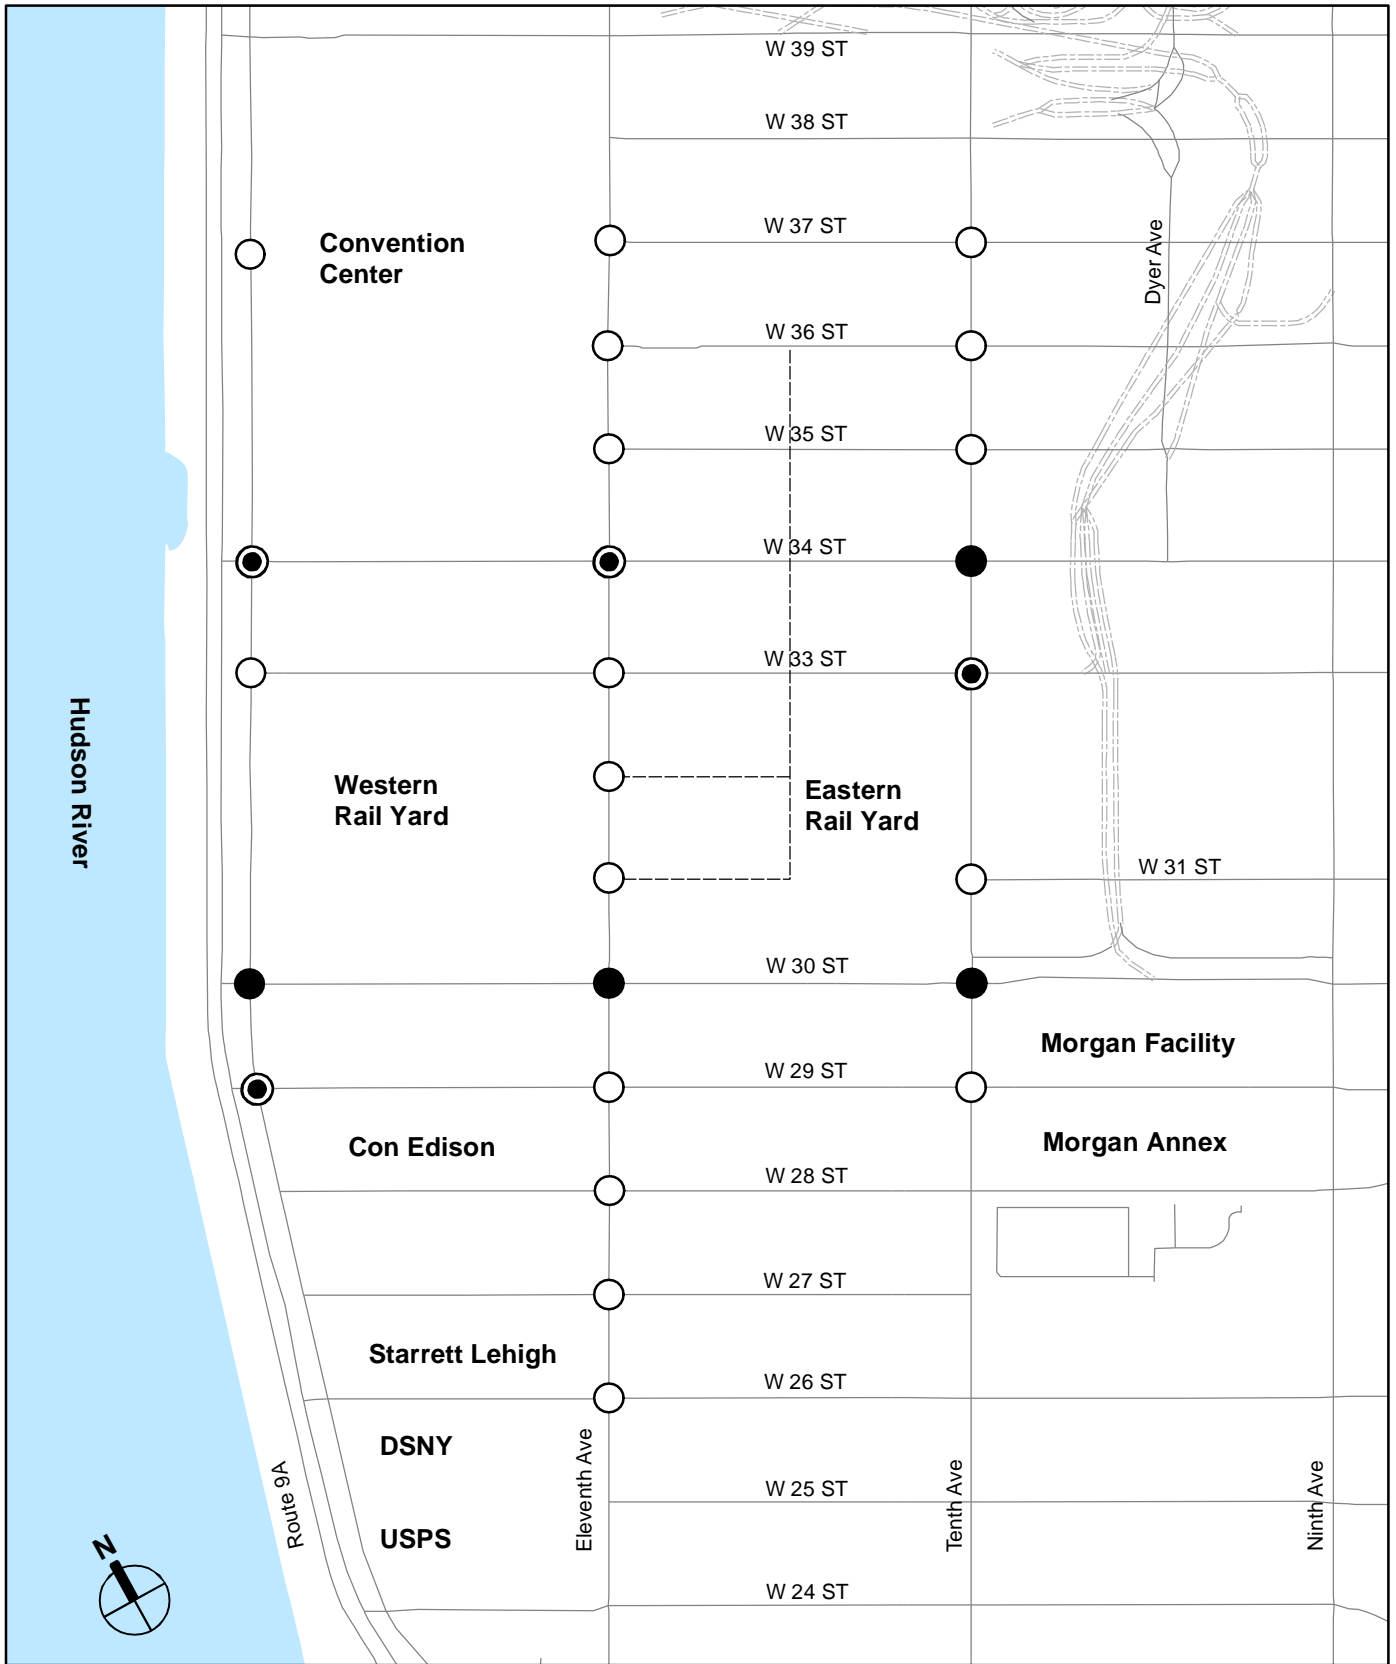 W 39 ST
W 38 ST
W 37 ST
Convention
Center
Dyer Ave
W 36 ST
W 35 ST
W 34 ST
W 33 ST
Hudson River
Western
Rail Yard
Eastern
Rail Yard
W 31 ST
W 30 ST
Morgan Facility
W 29 ST
Con Edison
Morgan Annex
W 28 ST
W 27 ST
Starrett Lehigh
W 26 ST
DSNY
Route 9A
Eleventh Ave
W 25 ST
Tenth Ave
Ninth Ave
USPS
N
W 24 ST